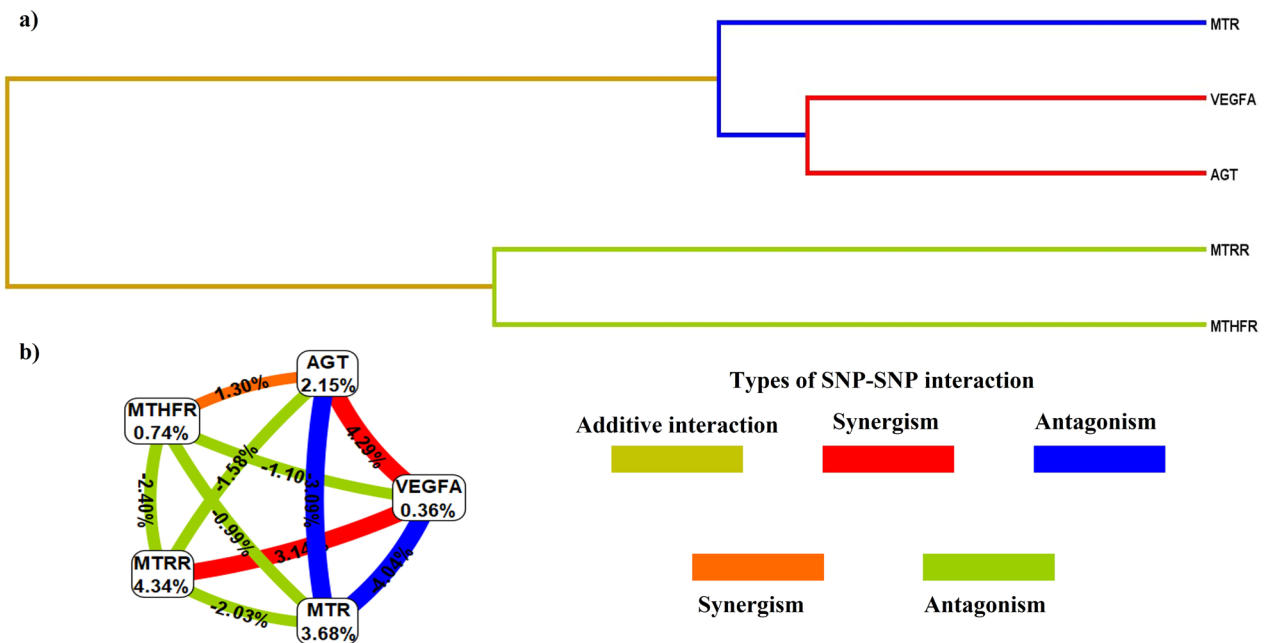 a)
MTR
VEGFA
AGT
MTRR
MTHFR
b)
AGT
2.15%
1.30%
MTHFR
0.74%
4.29%
-1.58%
-1.10
-3.09%
VEGFA
0.36%
-2.40%
-0.99%
3.14%
MTRR
4.34%
-4.04%
-2.03%
MTR
3.68%
Types of SNP-SNP interaction
Additive interaction
Synergism
Antagonism
Synergism
Antagonism